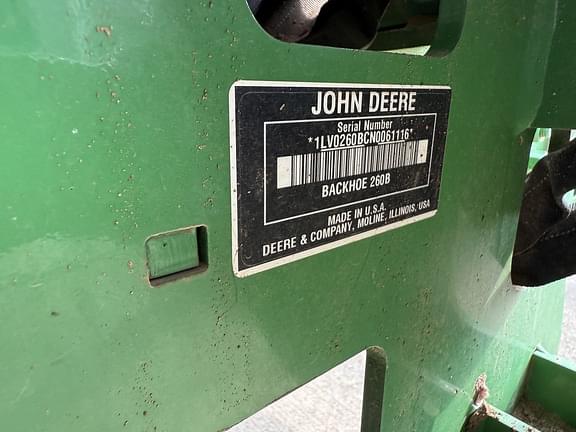 JOHN DEERE
Serial Number
*1LV0260BCN0061116*
BACKHOE 260B
MADE IN U.S.A.
DEERE & COMPANY, MOLINE, ILLINOIS, USA